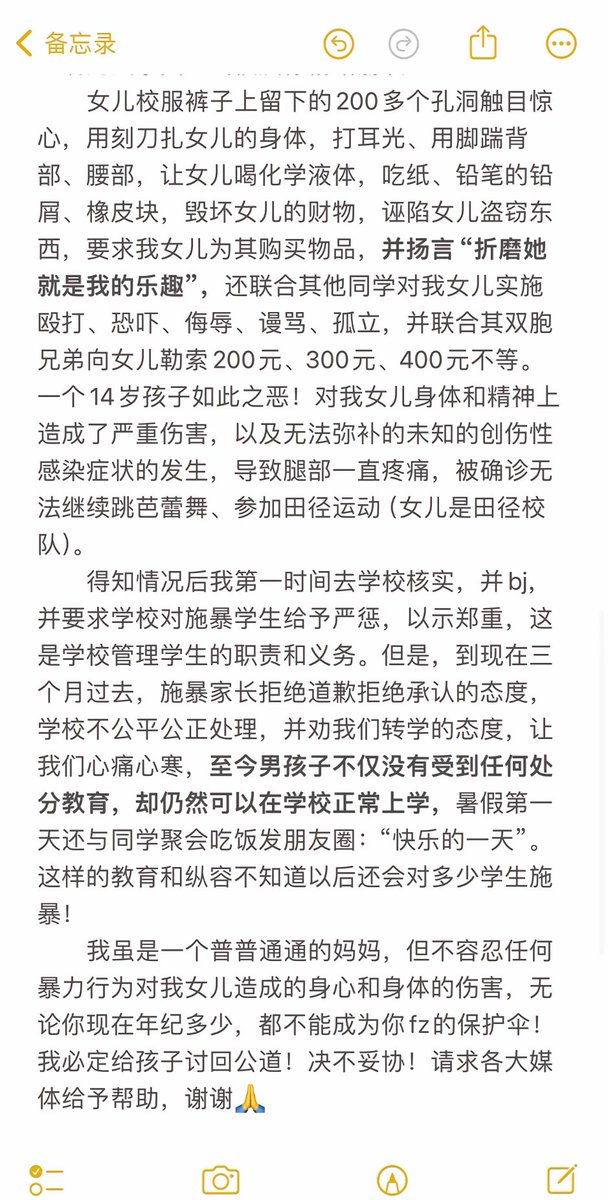 备忘录
女儿校服裤子上留下的200多个孔洞触目惊
心，用刻刀扎女儿的身体，打耳光、用脚踹背
部、腰部，让女儿喝化学液体，吃纸、铅笔的铅
屑、橡皮块，毁坏女儿的财物，诬陷女儿盗窃东
西，要求我女儿为其购买物品，并扬言“折磨她
就是我的乐趣”，还联合其他同学对我女儿实施
殴打、恐吓、侮辱、谩骂、孤立，并联合其双胞
兄弟向女儿勒索200元、300元、400元不等。
一个14岁孩子如此之恶！对我女儿身体和精神上
造成了严重伤害，以及无法弥补的未知的创伤性
感染症状的发生，导致腿部一直疼痛，被确诊无
法继续跳芭蕾舞、参加田径运动（女儿是田径校
队）。
得知情况后我第一时间去学校核实，并bj，
并要求学校对施暴学生给予严惩，以示郑重，这
是学校管理学生的职责和义务。但是，到现在三
个月过去，施暴家长拒绝道歉拒绝承认的态度，
学校不公平公正处理，并劝我们转学的态度，让
我们心痛心寒，至今男孩子不仅没有受到任何处
分教育，却仍然可以在学校正常上学，暑假第一
天还与同学聚会吃饭发朋友圈：“快乐的一天”。
这样的教育和纵容不知道以后还会对多少学生施
暴！
我虽是一个普普通通的妈妈，但不容忍任何
暴力行为对我女儿造成的身心和身体的伤害，无
论你现在年纪多少，都不能成为你fz的保护伞！
我必定给孩子讨回公道！决不妥协！请求各大媒
体给予帮助，谢谢🙏